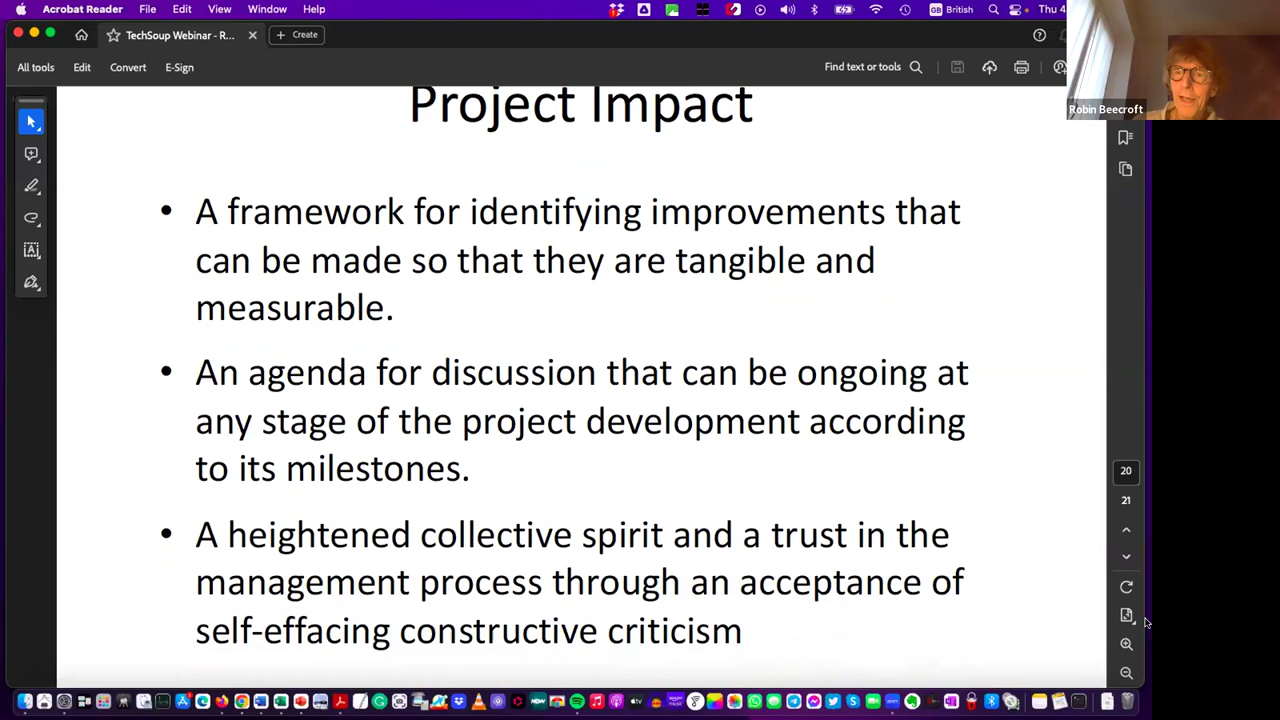 Acrobat Reader File Edit View Window Help British Thu 4
TechSoup Webinar - R... Create
All tools Edit Convert E-Sign Find text or tools
Robin Beecroft
Project Impact
• A framework for identifying improvements that
can be made so that they are tangible and
measurable.
• An agenda for discussion that can be ongoing at
any stage of the project development according
to its milestones.
• A heightened collective spirit and a trust in the
management process through an acceptance of
self-effacing constructive criticism
20
21